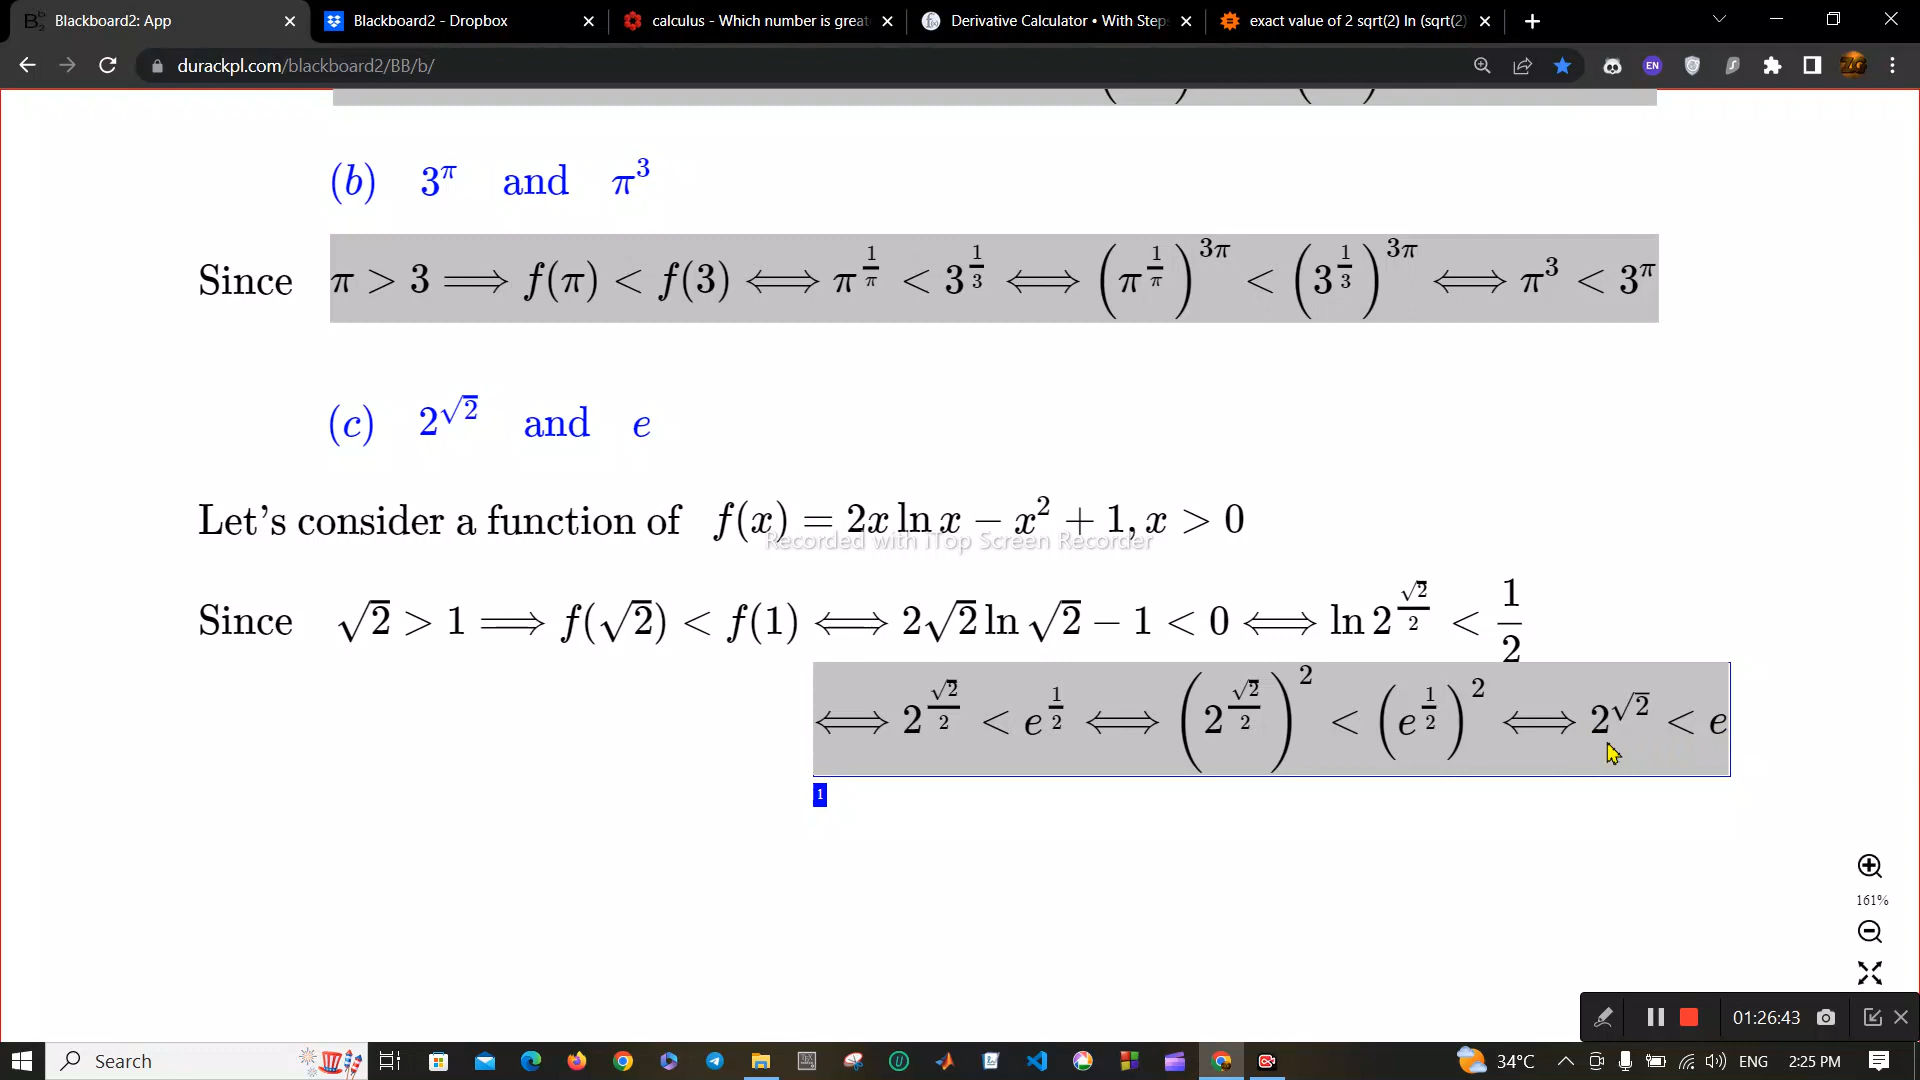 Blackboard2: App
Blackboard2 - Dropbox
calculus - Which number is great
Derivative Calculator • With Steps
exact value of 2 sqrt(2) ln (sqrt(2)
durackpl.com/blackboard2/BB/b/
EN
(b) 3^π and π^3
Since π > 3 ⟹ f(π) < f(3) ⟺ π^{1/π} < 3^{1/3} ⟺ (π^{1/π})^{3π} < (3^{1/3})^{3π} ⟺ π^3 < 3^π
(c) 2^{√2} and e
Let's consider a function of f(x) = 2x ln x − x^2 + 1, x > 0
Recorded with iTop Screen Recorder
Since √2 > 1 ⟹ f(√2) < f(1) ⟺ 2√2 ln √2 − 1 < 0 ⟺ ln 2^{√2/2} < 1/2
⟺ 2^{√2/2} < e^{1/2} ⟺ (2^{√2/2})^2 < (e^{1/2})^2 ⟺ 2^{√2} < e
1
161%
01:26:43
Search
34°C
ENG
2:25 PM